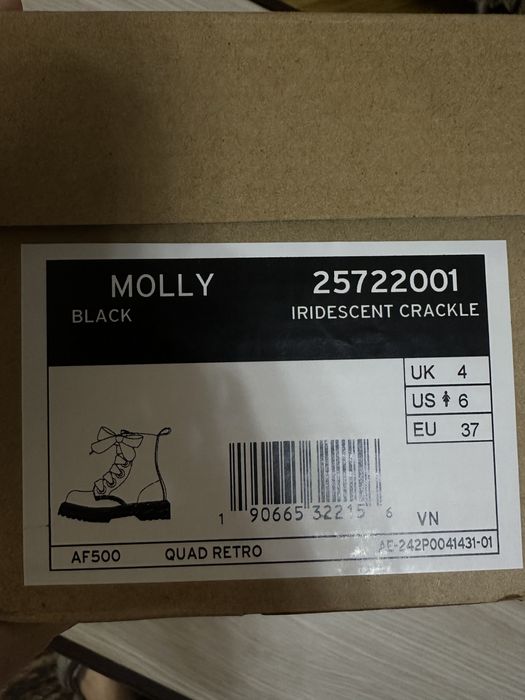 MOLLY 25722001
BLACK IRIDESCENT CRACKLE
UK 4
US 6
EU 37
1 90665 32215 6 VN
AF500 QUAD RETRO AE-242P0041431-01